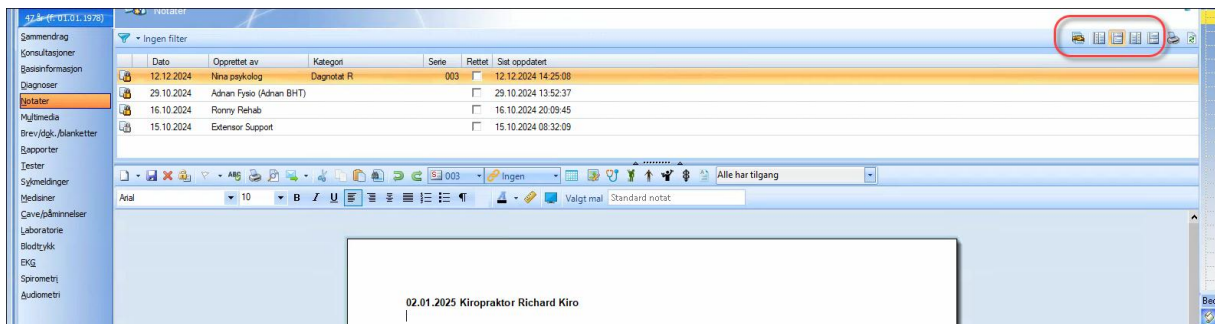 47 år (f. 01.01.1978)
Notater
Sammendrag
Konsultasjoner
Basisinformasjon
Diagnoser
Notater
Multimedia
Brev/dok./blanketter
Rapporter
Tester
Sykmeldinger
Medisiner
Cave/påminnelser
Laboratorie
Blodtrykk
EKG
Spirometri
Audiometri
Ingen filter
Dato Opprettet av Kategori Serie Rettet Sist oppdatert
12.12.2024 Nina psykolog Dagnotat R 003 12.12.2024 14:25:08
29.10.2024 Adnan Fysio (Adnan BHT) 29.10.2024 13:52:37
16.10.2024 Ronny Rehab 16.10.2024 20:09:45
15.10.2024 Extensor Support 15.10.2024 08:32:09
ABC S: 003 Ingen Alle har tilgang
Arial 10 B I U Valgt mal Standard notat
02.01.2025 Kiropraktor Richard Kiro
Bed